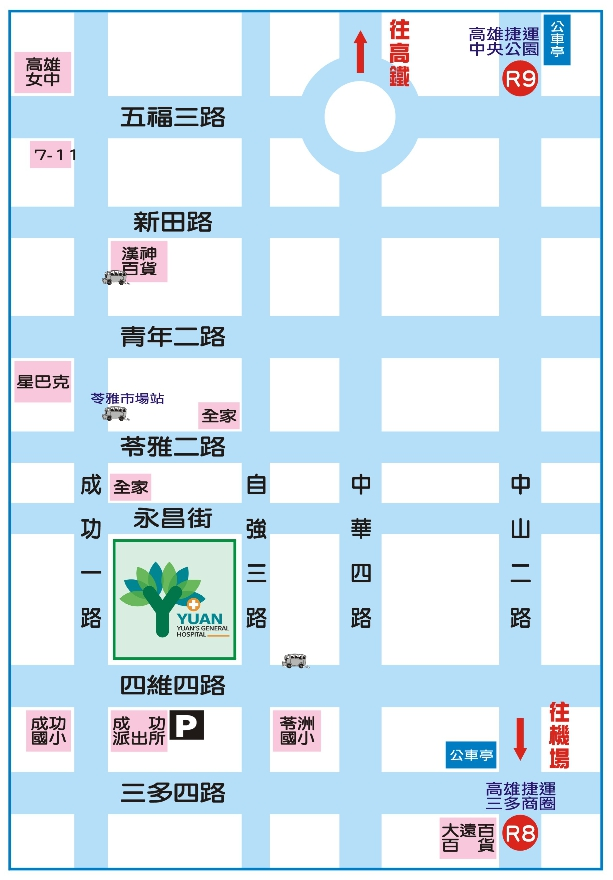 往高鐵
高雄捷運
中央公園
公車亭
R9
高雄
女中
五福三路
7-11
新田路
漢神
百貨
青年二路
星巴克
苓雅市場站
全家
苓雅二路
成功一路
全家
自強三路
中華四路
中山二路
永昌街
YUAN
YUAN'S GENERAL
HOSPITAL
四維四路
成功
國小
成功
派出所
P
苓洲
國小
往機場
公車亭
三多四路
高雄捷運
三多商圈
大遠百
百貨
R8